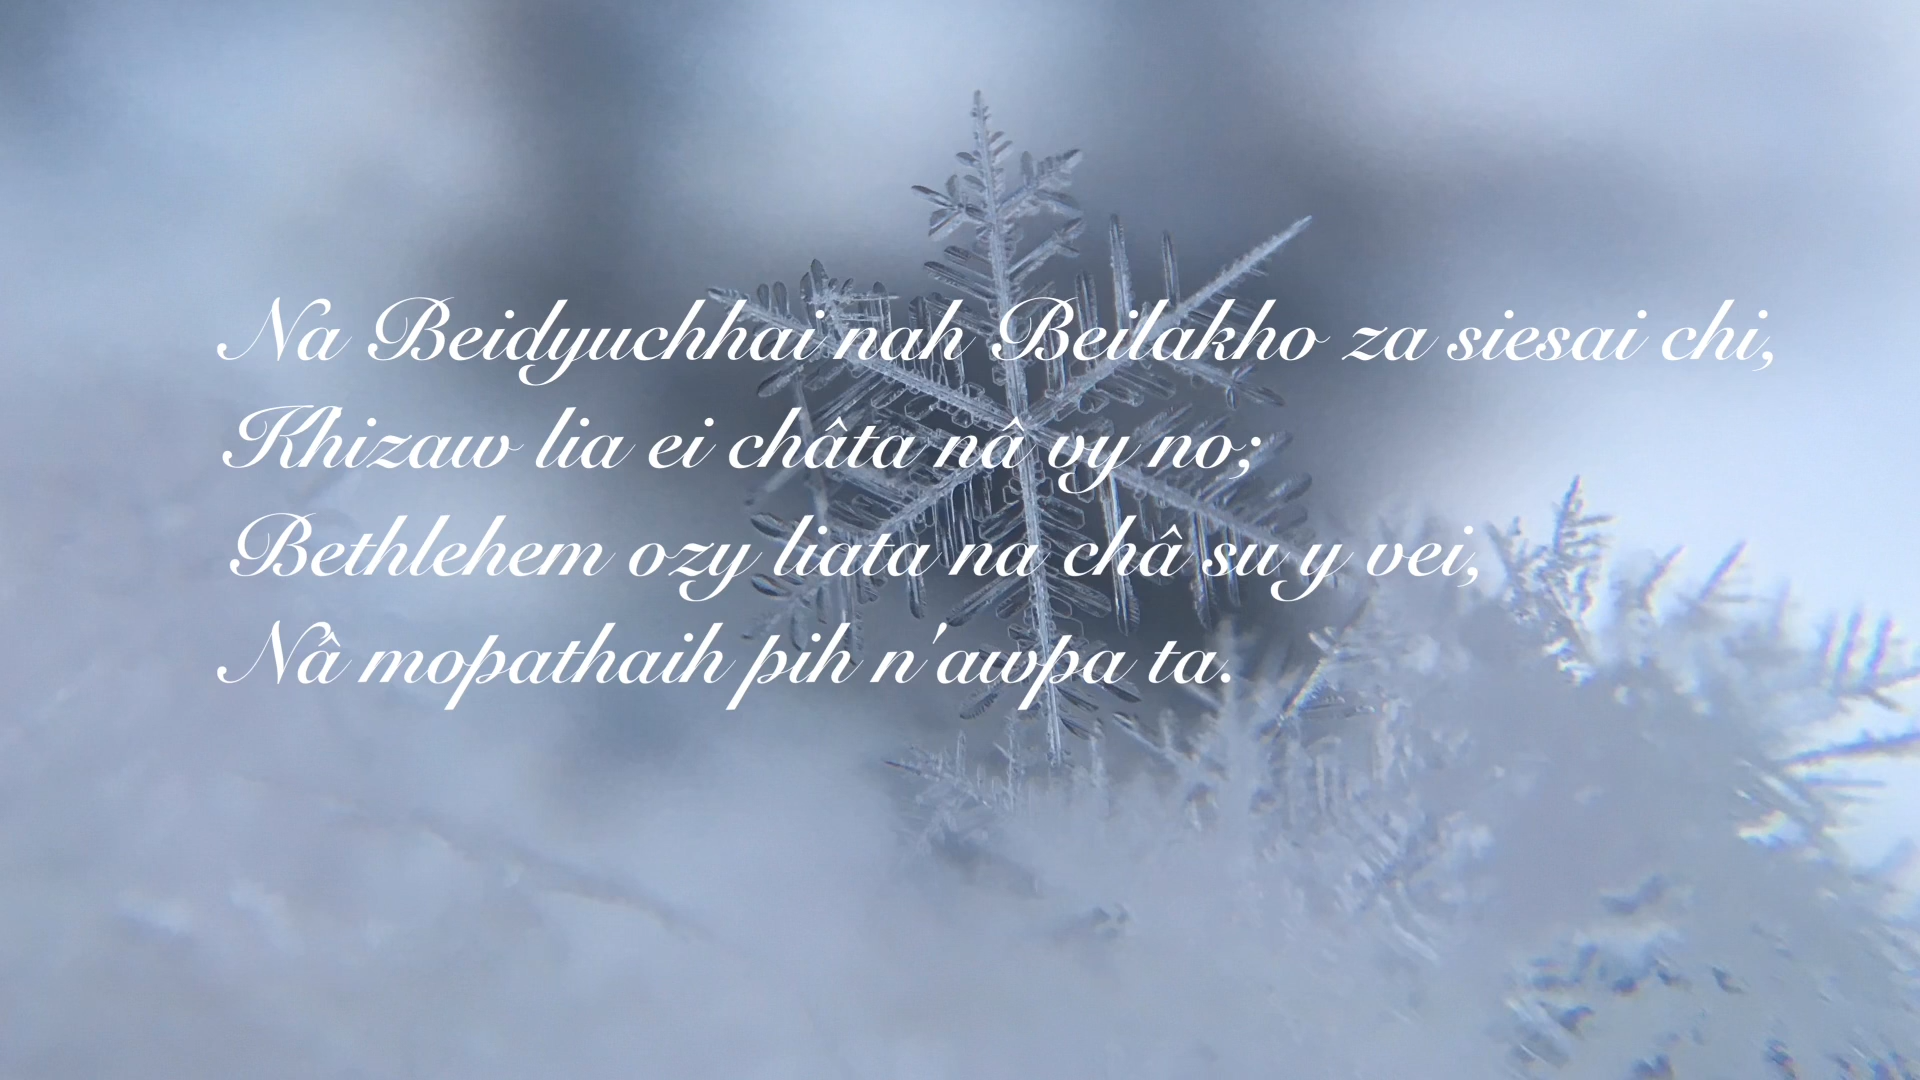 Na Beidyuchhai nah Beilakho za siesai chi,
Khizaw lia ei châta nâ vy no;
Bethlehem ozy liata na châ su y vei,
Nâ mopathaih pih n'awpa ta.